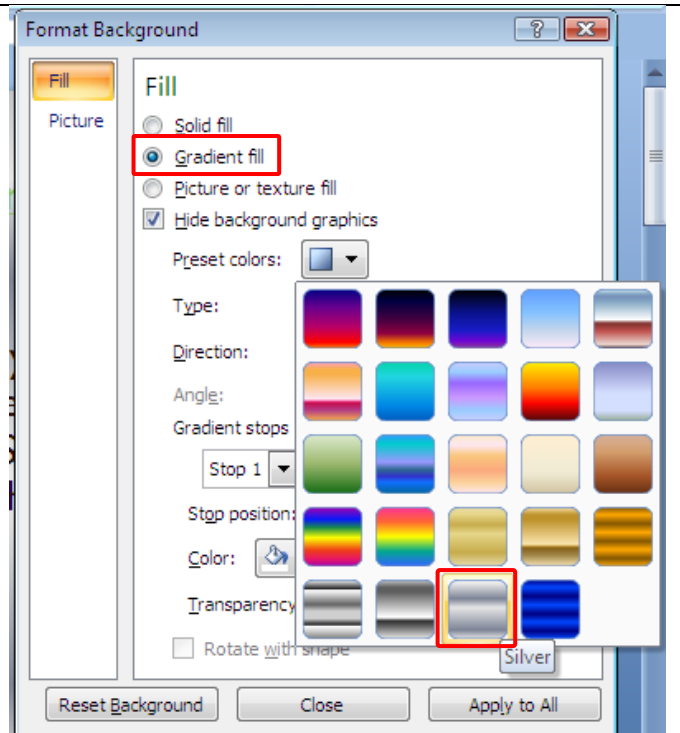 Format Background
Fill
Picture
Fill
Solid fill
Gradient fill
Picture or texture fill
Hide background graphics
Preset colors:
Type:
Direction:
Angle:
Gradient stops
Stop 1
Stop position:
Color:
Transparency
Rotate with shape
Silver
Reset Background
Close
Apply to All